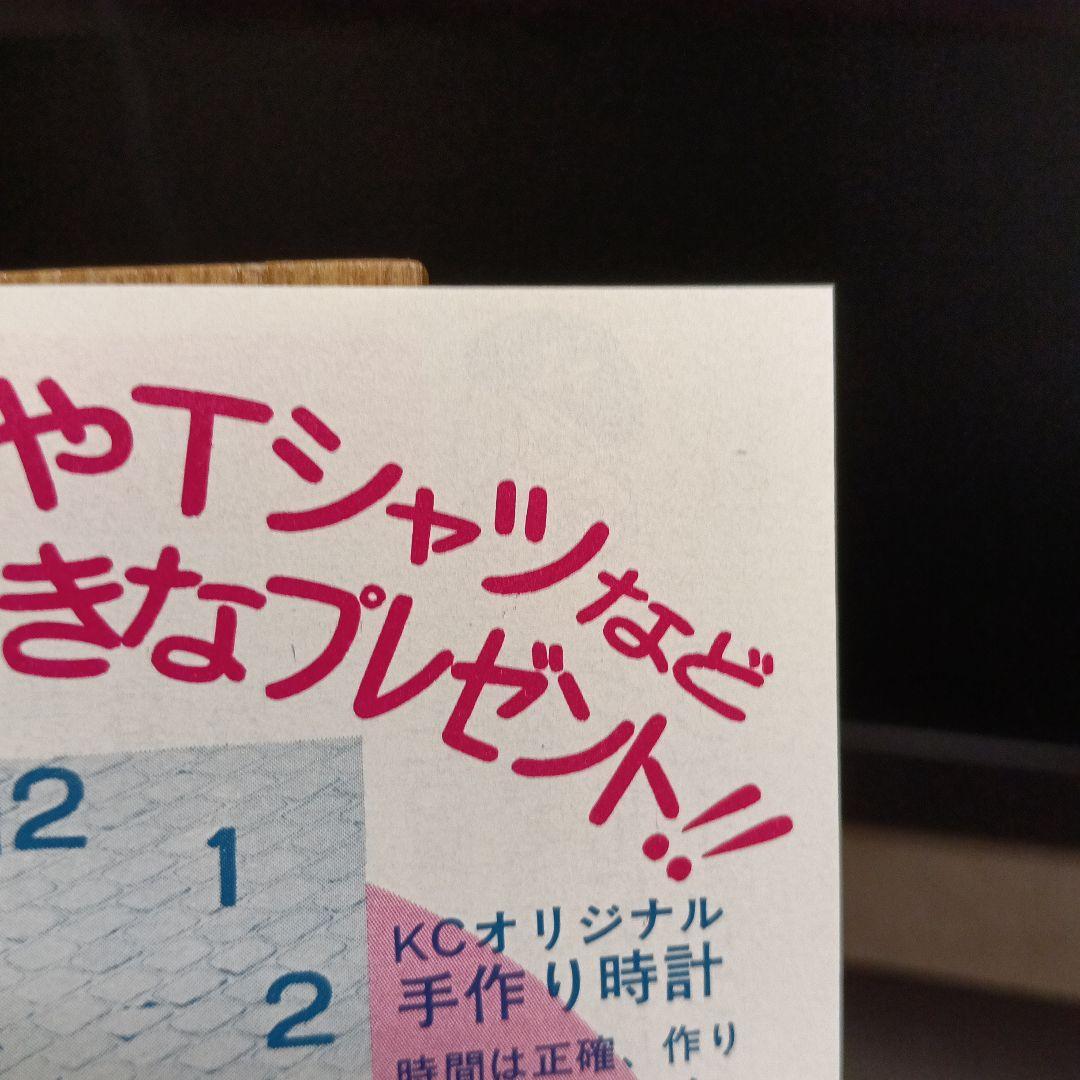 やTシャツなど
きなプレゼント!!
2
1
2
KCオリジナル
手作り時計
時間は正確、作り